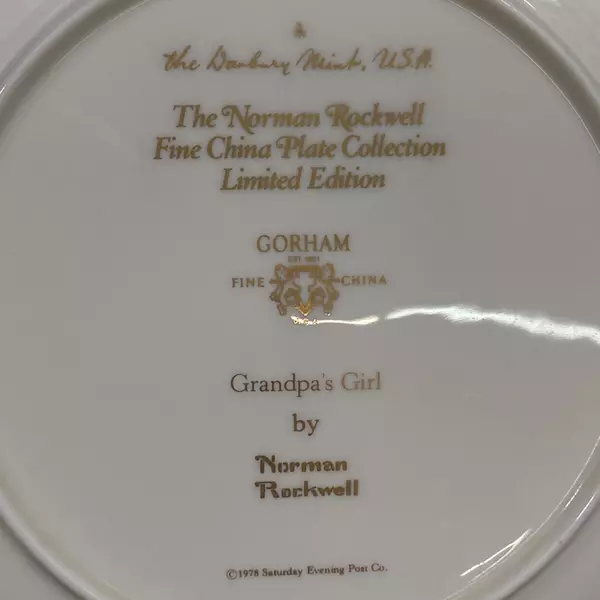 the Danbury Mint, U.S.A.
The Norman Rockwell
Fine China Plate Collection
Limited Edition
GORHAM
EST. 1831
FINE CHINA
U.S.A.
Grandpa's Girl
by
Norman
Rockwell
©1978 Saturday Evening Post Co.